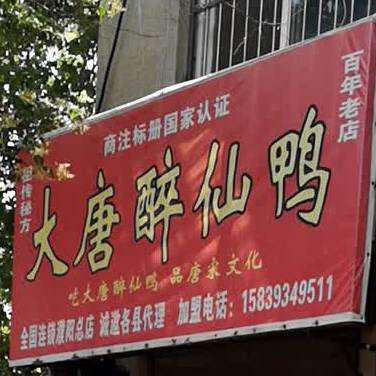 商注标册国家认证
百年老店
祖传秘方
大唐醉仙鸭
吃大唐醉仙鸭 品唐家文化
全国连锁濮阳总店 诚邀各县代理 加盟电话：15839349511